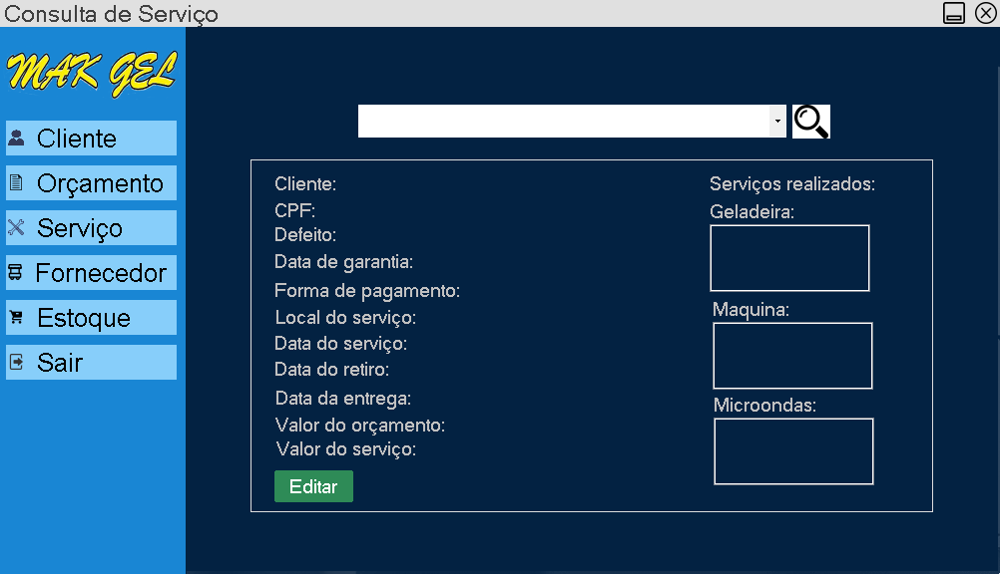 Consulta de Serviço
MAK GEL
Cliente
Orçamento
Serviço
Fornecedor
Estoque
Sair
Cliente:
CPF:
Defeito:
Data de garantia:
Forma de pagamento:
Local do serviço:
Data do serviço:
Data do retiro:
Data da entrega:
Valor do orçamento:
Valor do serviço:
Editar
Serviços realizados:
Geladeira:
Maquina:
Microondas: